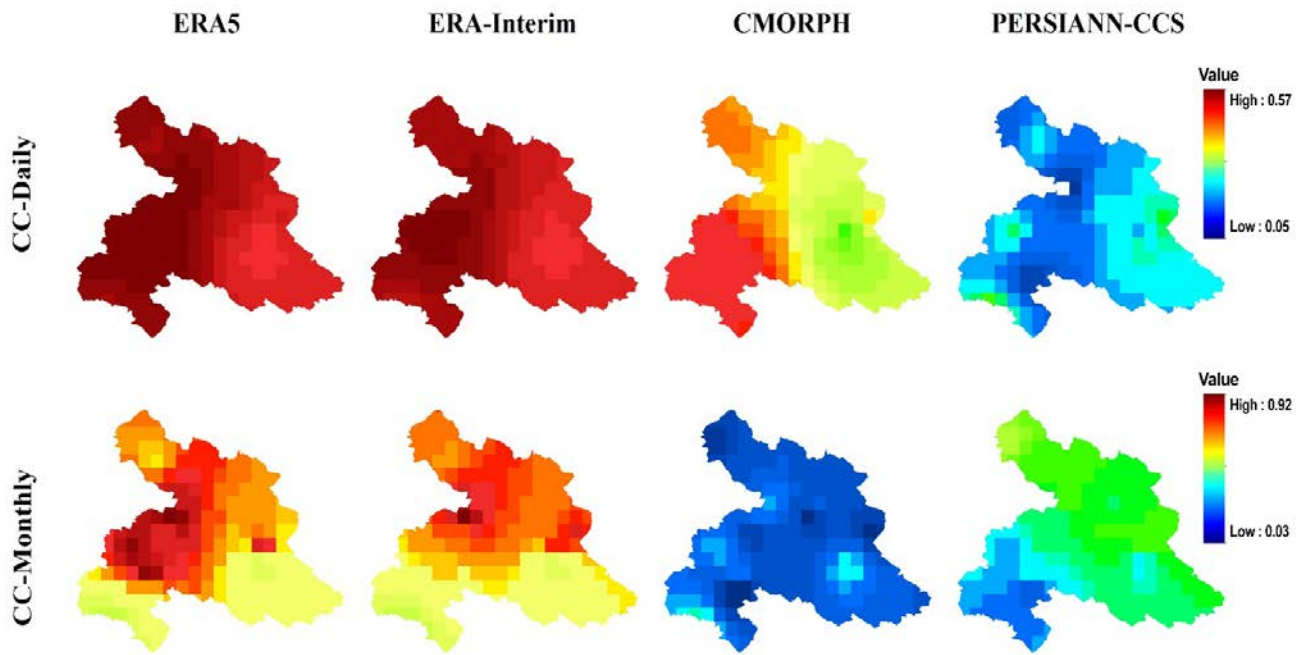 ERA5
ERA-Interim
CMORPH
PERSIANN-CCS
CC-Daily
Value
High : 0.57
Low : 0.05
CC-Monthly
Value
High : 0.92
Low : 0.03